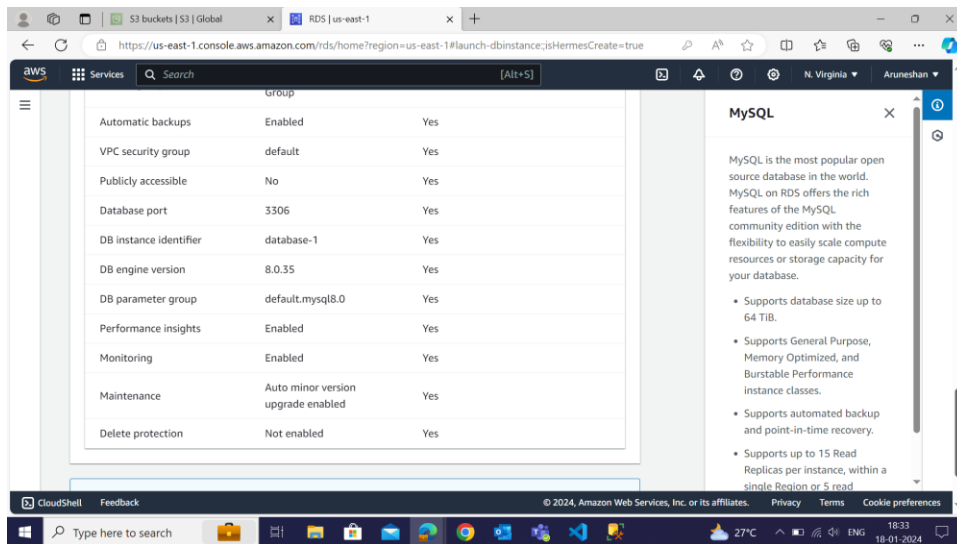 S3 buckets | S3 | Global
RDS | us-east-1
https://us-east-1.console.aws.amazon.com/rds/home?region=us-east-1#launch-dbinstance:;isHermesCreate=true
aws
Services
Search
[Alt+S]
N. Virginia
Aruneshan
Group
Automatic backups Enabled Yes
VPC security group default Yes
Publicly accessible No Yes
Database port 3306 Yes
DB instance identifier database-1 Yes
DB engine version 8.0.35 Yes
DB parameter group default.mysql8.0 Yes
Performance insights Enabled Yes
Monitoring Enabled Yes
Maintenance Auto minor version Yes
upgrade enabled
Delete protection Not enabled Yes
MySQL
MySQL is the most popular open
source database in the world.
MySQL on RDS offers the rich
features of the MySQL
community edition with the
flexibility to easily scale compute
resources or storage capacity for
your database.
• Supports database size up to
64 TiB.
• Supports General Purpose,
Memory Optimized, and
Burstable Performance
instance classes.
• Supports automated backup
and point-in-time recovery.
• Supports up to 15 Read
Replicas per instance, within a
single Region or 5 read
CloudShell Feedback
© 2024, Amazon Web Services, Inc. or its affiliates. Privacy Terms Cookie preferences
Type here to search
27°C
ENG
18:33
18-01-2024